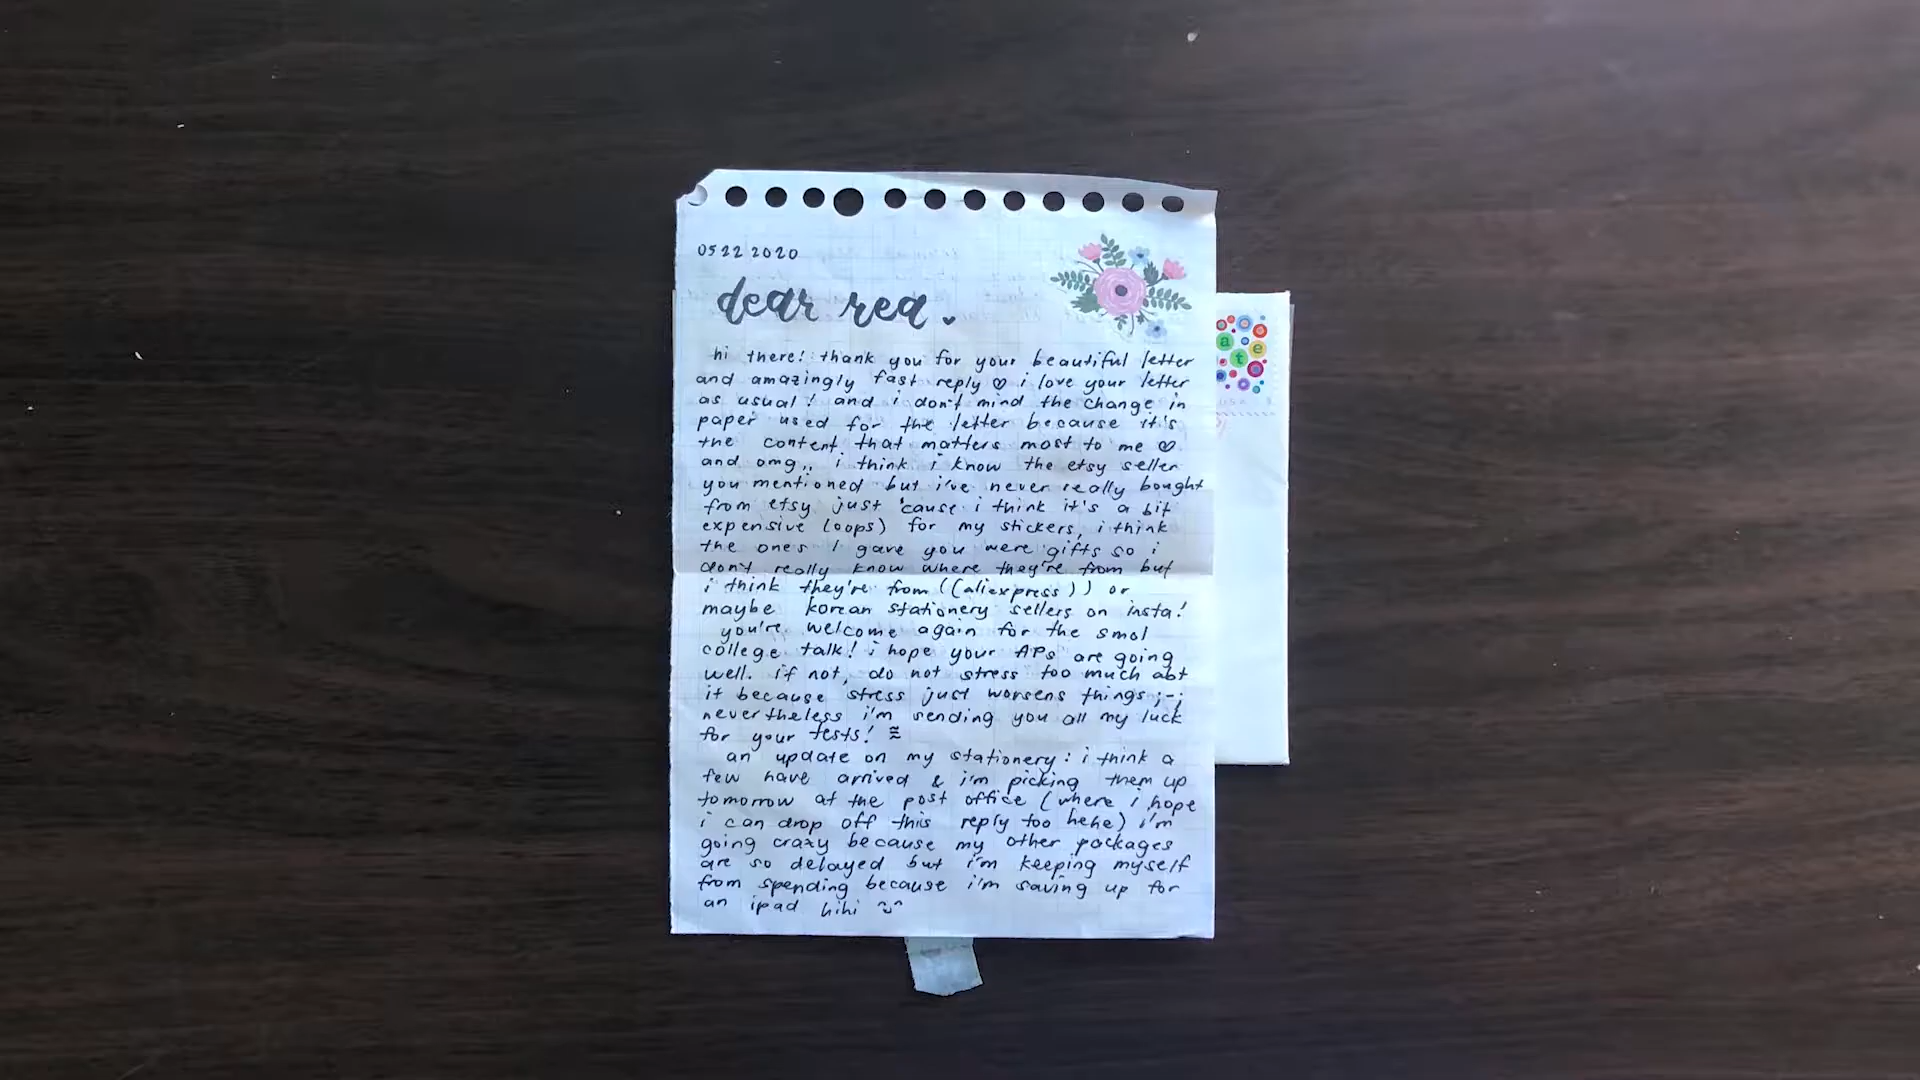 05 22 2020
dear rea
hi there! thank you for your beautiful letter
and amazingly fast reply ♡ i love your letter
as usual! and i don't mind the change in
paper used for the letter because it's
the content that matters most to me ♡
and omg,, i think i know the etsy seller
you mentioned but i've never really bought
from etsy just 'cause i think it's a bit
expensive (oops) for my stickers, i think
the ones i gave you were gifts so i
don't really know where they're from but
i think they're from ((aliexpress)) or
maybe korean stationery sellers on insta!
you're welcome again for the smol
college talk! i hope your APs are going
well. if not, do not stress too much abt
it because stress just worsens things ;-;
nevertheless i'm sending you all my luck
for your tests!
an update on my stationery: i think a
few have arrived & i'm picking them up
tomorrow at the post office (where i hope
i can drop off this reply too hehe) i'm
going crazy because my other packages
are so delayed but i'm keeping myself
from spending because i'm saving up for
an ipad hihi